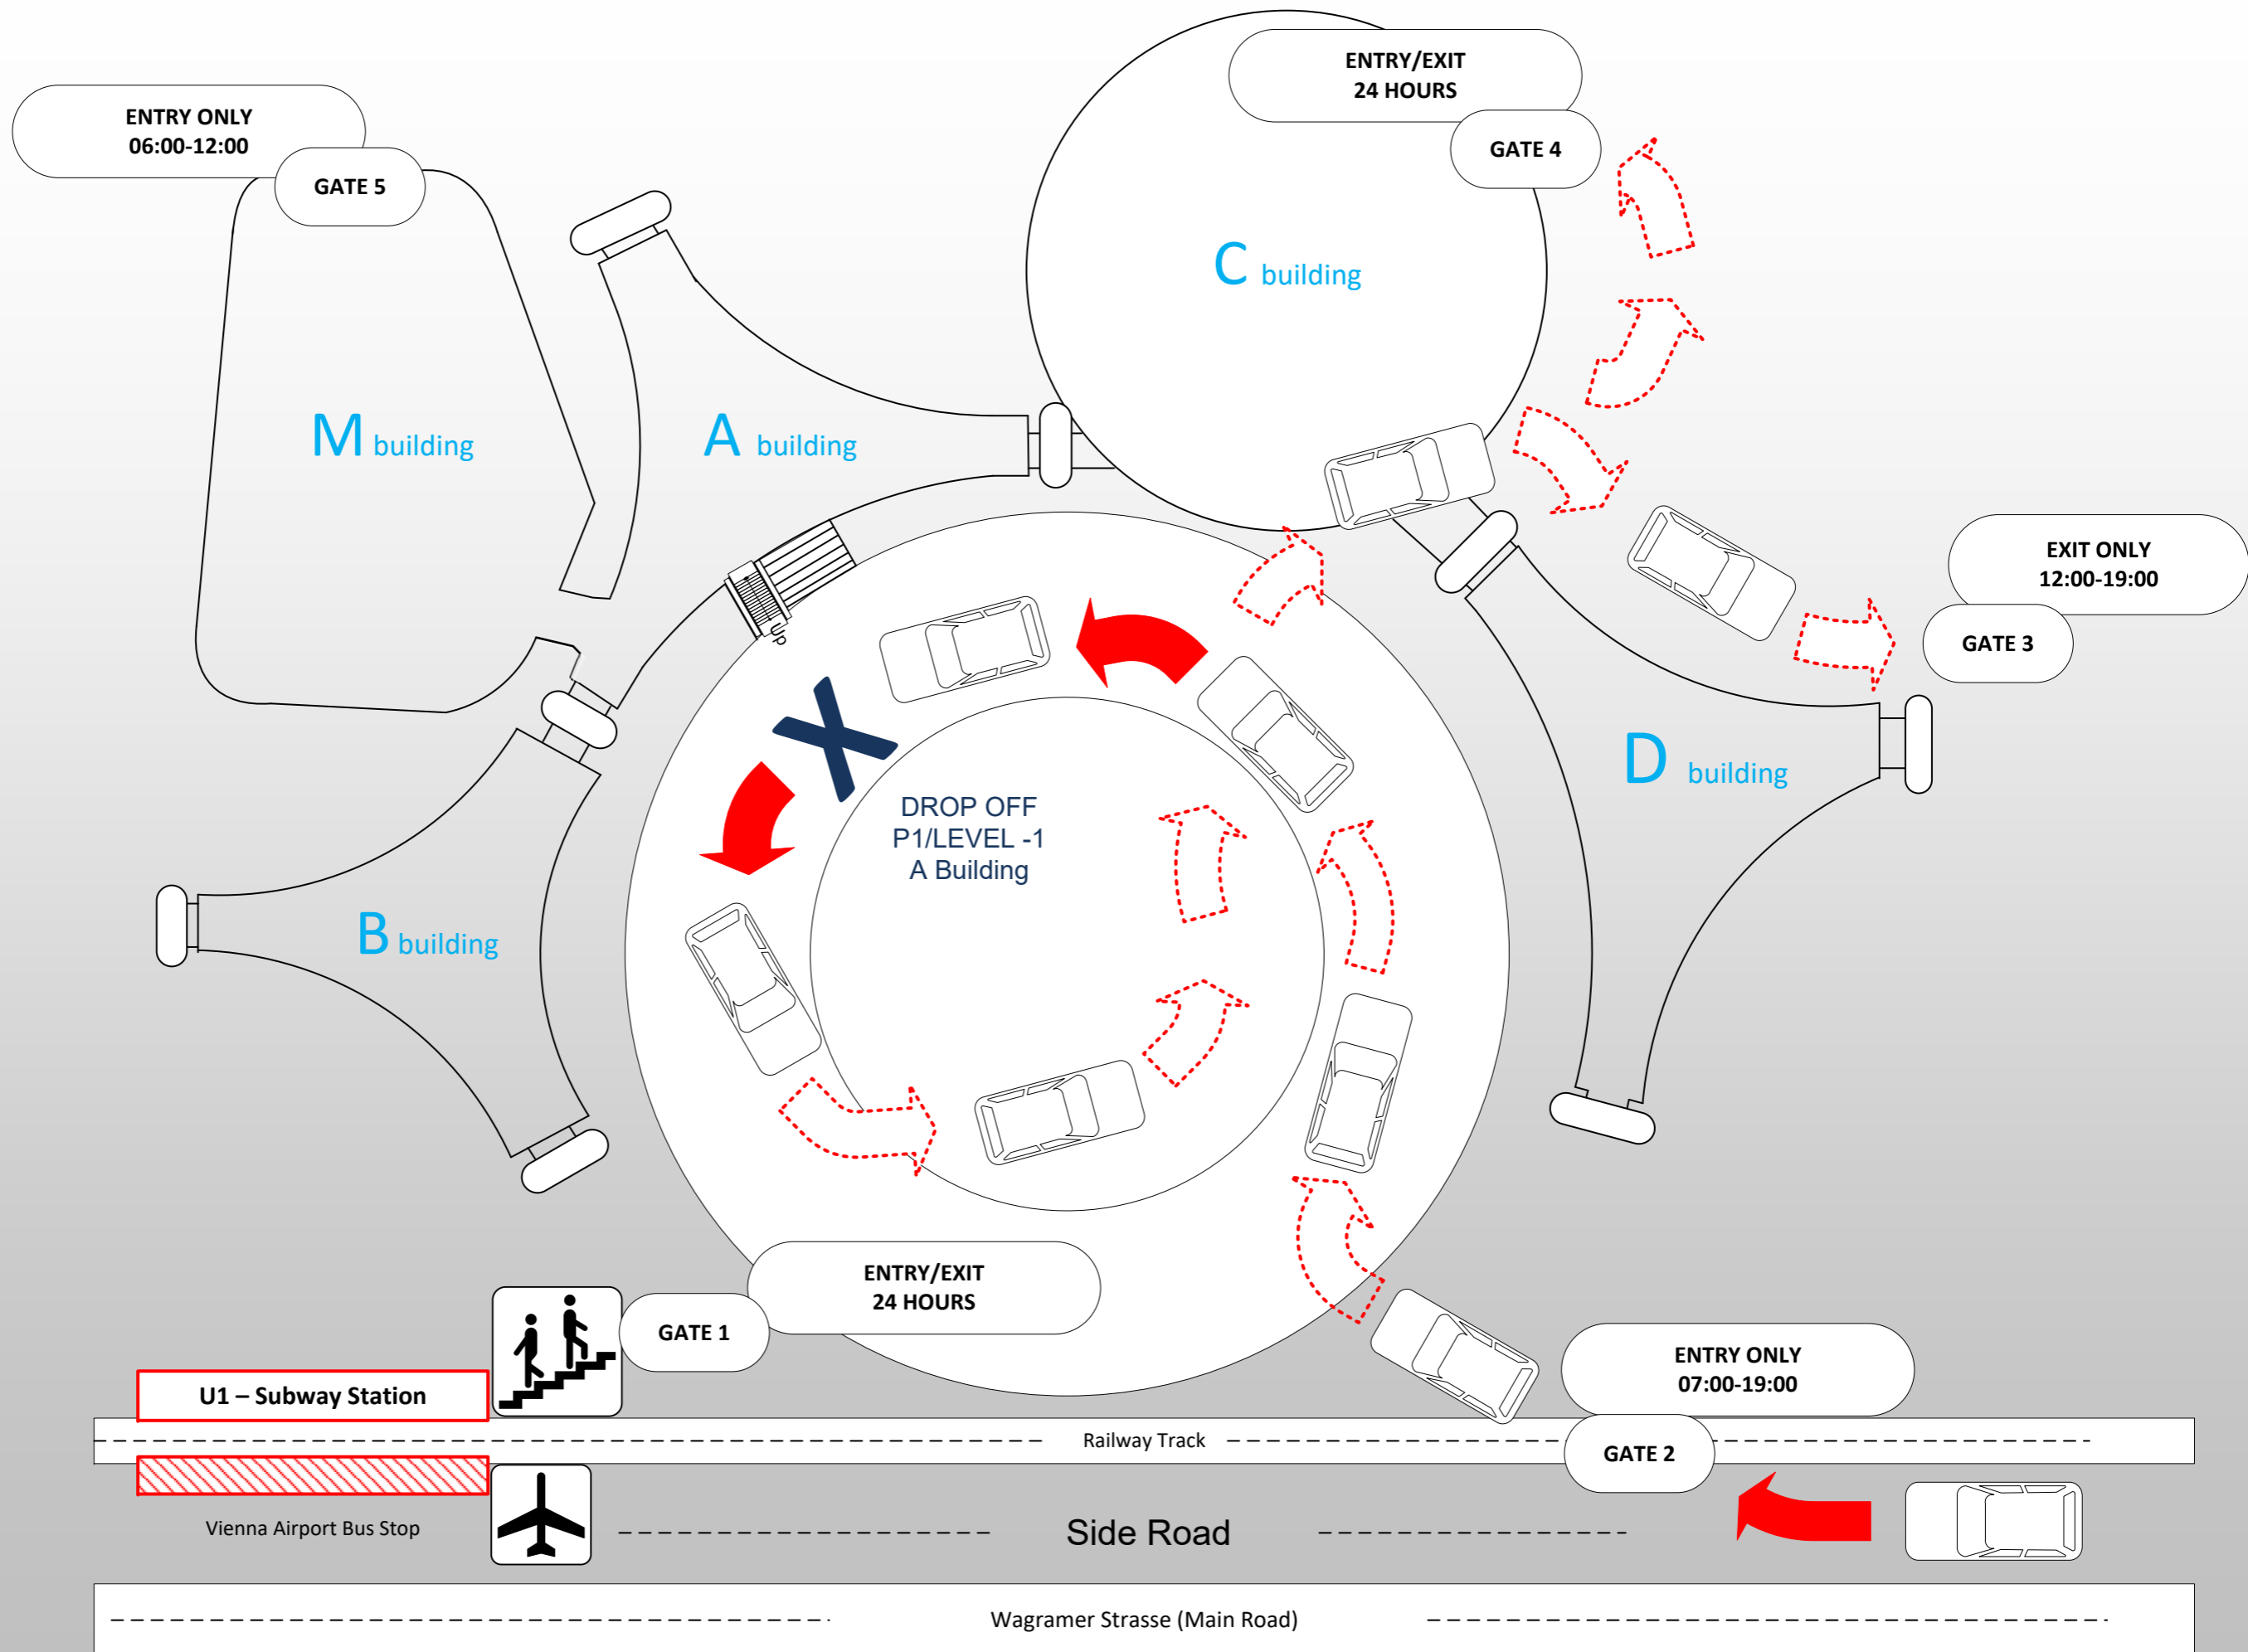 ENTRY/EXIT
24 HOURS
GATE 4
ENTRY ONLY
06:00-12:00
GATE 5
C building
M building
A building
EXIT ONLY
12:00-19:00
GATE 3
Up
D building
DROP OFF
P1/LEVEL -1
A Building
B building
ENTRY/EXIT
24 HOURS
GATE 1
ENTRY ONLY
07:00-19:00
GATE 2
U1 – Subway Station
Railway Track
Vienna Airport Bus Stop
Side Road
Wagramer Strasse (Main Road)